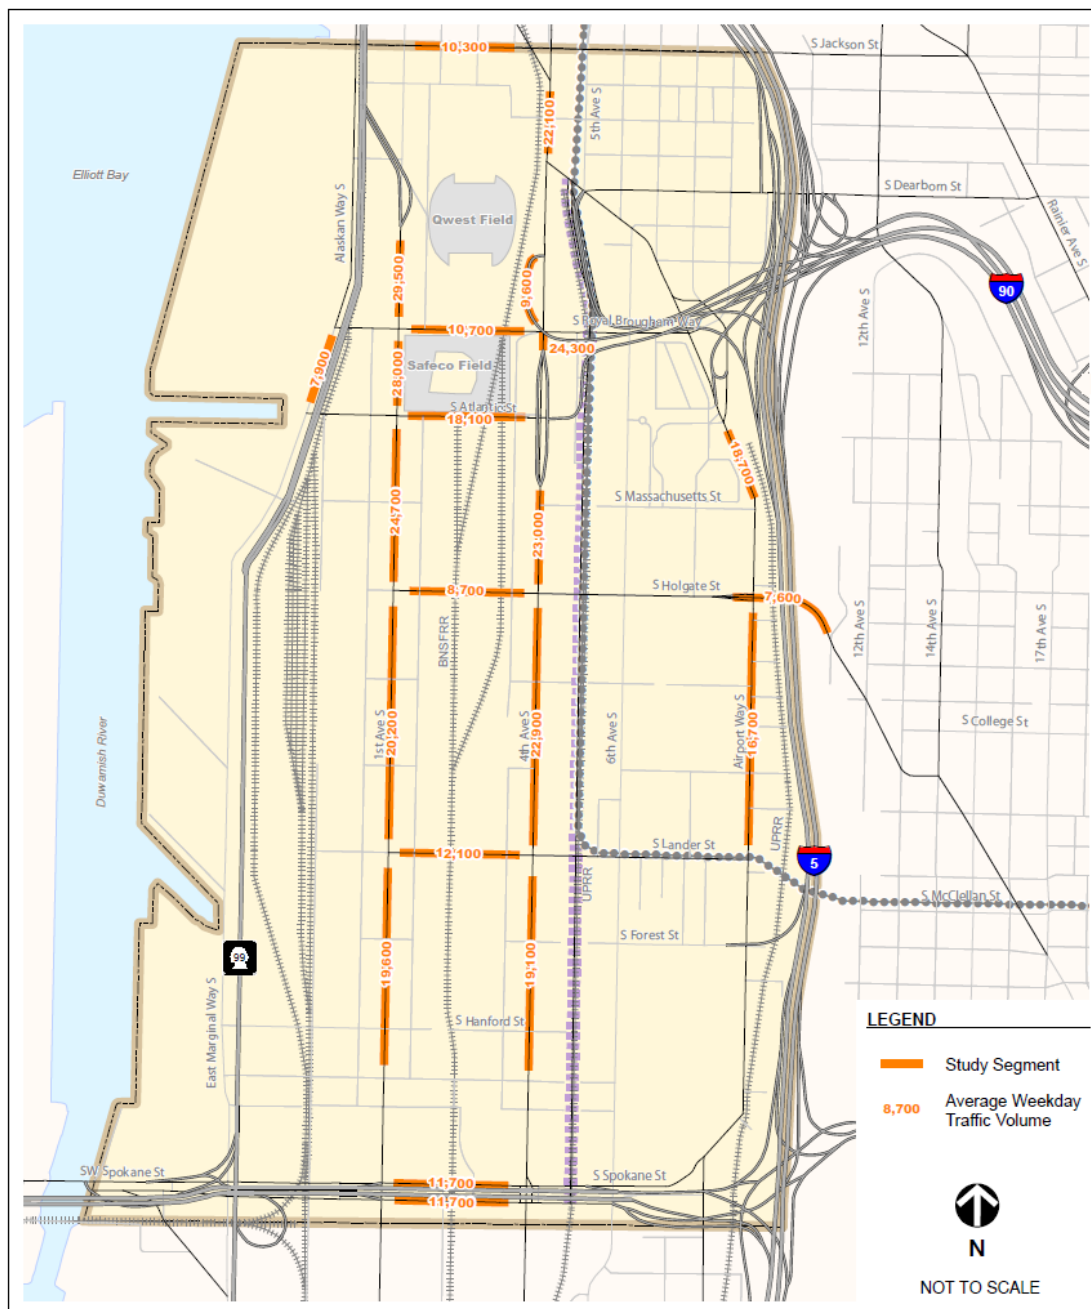 10,300
S Jackson St
22,100
5th Ave S
Elliott Bay
S Dearborn St
Alaskan Way S
Qwest Field
Rainier Ave S
29,500
9,600
90
12th Ave S
S Royal Brougham Way
10,700
24,300
7,900
28,000
Safeco Field
S Atlantic St
18,100
18,700
S Massachusetts St
24,700
23,000
S Holgate St
8,700
7,600
BNSFRR
12th Ave S
14th Ave S
17th Ave S
1st Ave S
20,200
4th Ave S
22,900
6th Ave S
Airport Way S
16,700
S College St
Duwamish River
UPRR
S Lander St
12,100
5
UPRR
S McClellan St
S Forest St
99
19,600
19,100
East Marginal Way S
S Hanford St
LEGEND
Study Segment
8,700
Average Weekday
Traffic Volume
SW Spokane St
S Spokane St
11,700
11,700
N
NOT TO SCALE